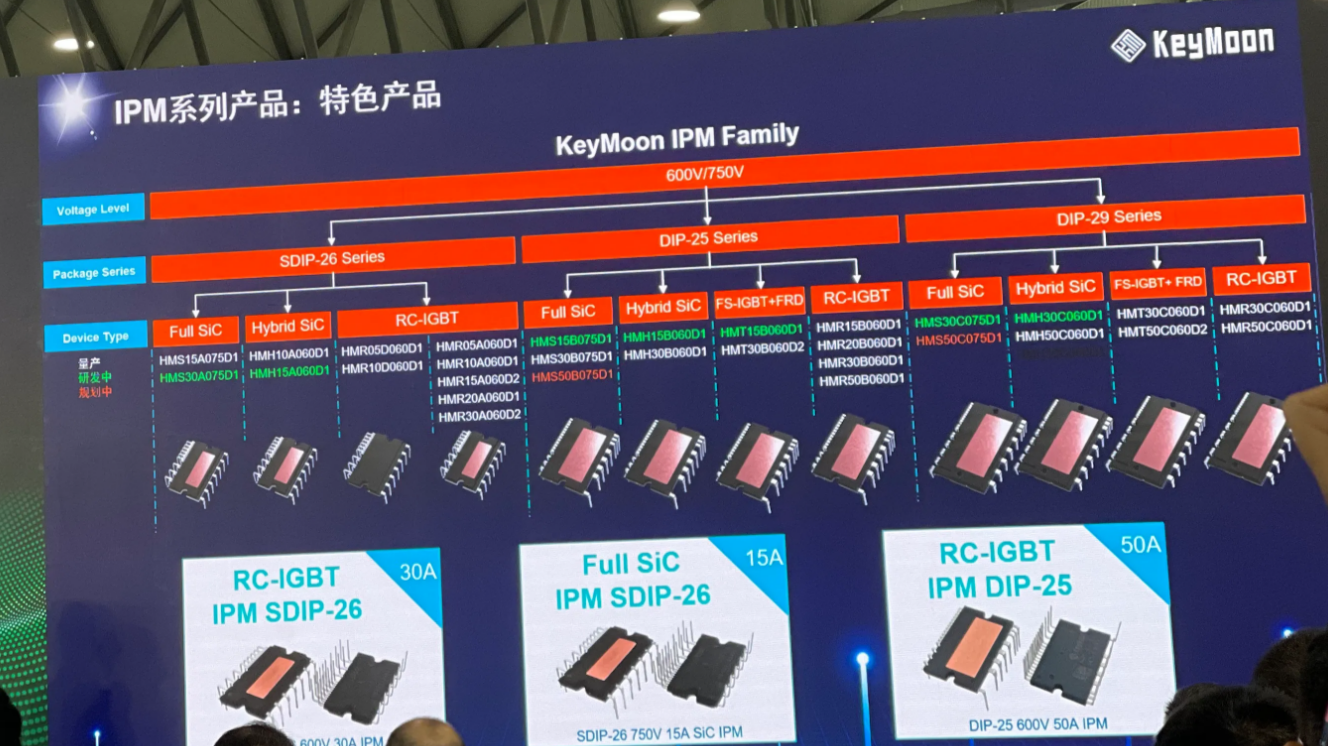 KeyMoon
IPM系列产品：特色产品
KeyMoon IPM Family
Voltage Level
600V/750V
Package Series
SDIP-26 Series
DIP-25 Series
DIP-29 Series
Device Type
Full SiC
Hybrid SiC
RC-IGBT
Full SiC
Hybrid SiC
FS-IGBT+FRD
RC-IGBT
Full SiC
Hybrid SiC
FS-IGBT+ FRD
RC-IGBT
量产
研发中
规划中
HMS15A075D1
HMS30A075D1
HMH10A060D1
HMH15A060D1
HMR05D060D1
HMR10D060D1
HMR05A060D1
HMR10A060D1
HMR15A060D2
HMR20A060D1
HMR30A060D2
HMS15B075D1
HMS30B075D1
HMS50B075D1
HMH15B060D1
HMH30B060D1
HMT15B060D1
HMT30B060D2
HMR15B060D1
HMR20B060D1
HMR30B060D1
HMR50B060D1
HMS30C075D1
HMS50C075D1
HMH30C060D1
HMH50C060D1
HMT30C060D1
HMT50C060D2
HMR30C060D1
HMR50C060D1
RC-IGBT
IPM SDIP-26
30A
600V 30A IPM
Full SiC
IPM SDIP-26
15A
SDIP-26 750V 15A SiC IPM
RC-IGBT
IPM DIP-25
50A
DIP-25 600V 50A IPM